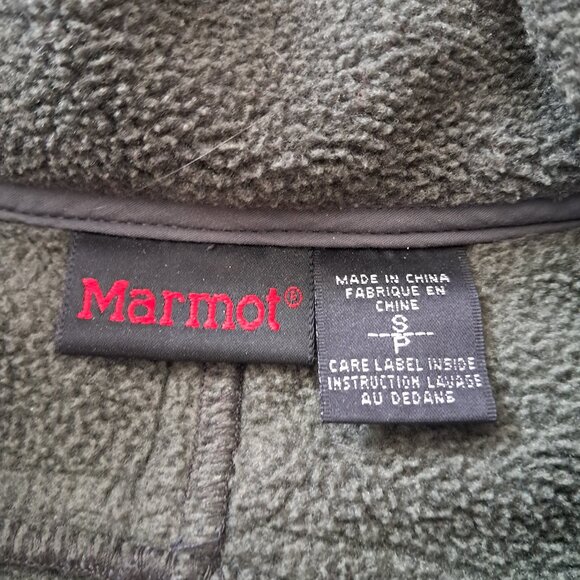 Marmot®
MADE IN CHINA
FABRIQUE EN
CHINE
S
P
CARE LABEL INSIDE
INSTRUCTION LAVAGE
AU DEDANS